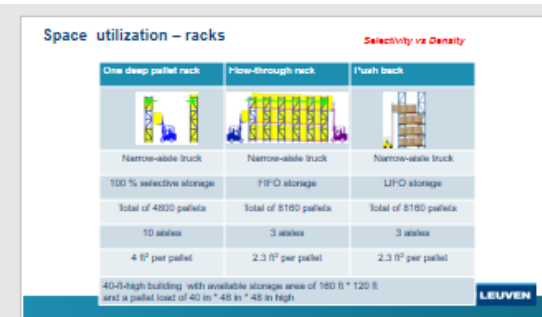 Space utilization – racks
Selectivity vs Density
One deep pallet rack
Flow-through rack
Push back
Narrow-aisle truck
Narrow-aisle truck
Narrow-aisle truck
100 % selective storage
FIFO storage
LIFO storage
Total of 4800 pallets
Total of 8160 pallets
Total of 8160 pallets
10 aisles
3 aisles
3 aisles
4 ft² per pallet
2.3 ft² per pallet
2.3 ft² per pallet
40-ft-high building with available storage area of 160 ft * 120 ft
and a pallet load of 40 in * 48 in * 48 in high
LEUVEN